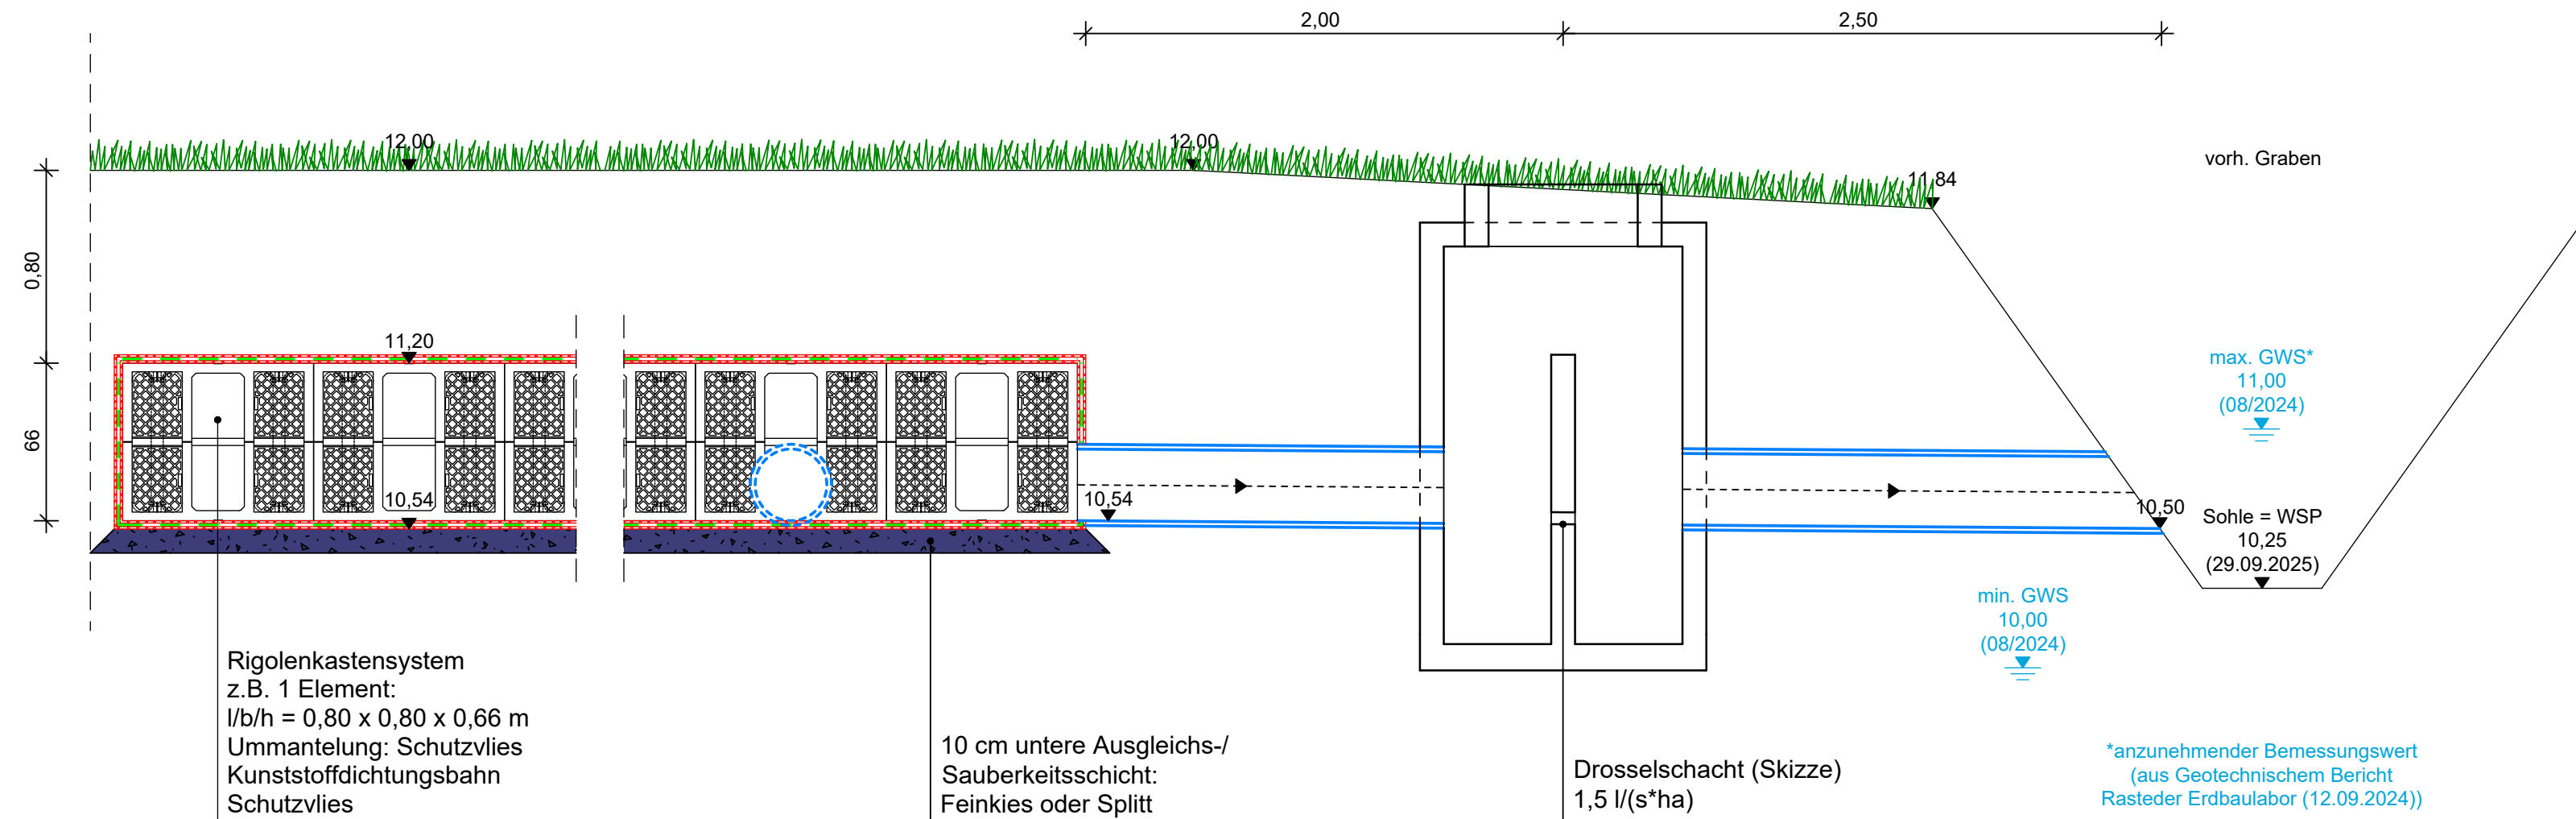 2,00
2,50
12,00
12,00
11,84
vorh. Graben
0,80
11,20
max. GWS*
11,00
(08/2024)
66
10,54
10,54
10,50
Sohle = WSP
10,25
(29.09.2025)
min. GWS
10,00
(08/2024)
Rigolenkastensystem
z.B. 1 Element:
l/b/h = 0,80 x 0,80 x 0,66 m
Ummantelung: Schutzvlies
Kunststoffdichtungsbahn
Schutzvlies
10 cm untere Ausgleichs-/
Sauberkeitsschicht:
Feinkies oder Splitt
Drosselschacht (Skizze)
1,5 l/(s*ha)
*anzunehmender Bemessungswert
(aus Geotechnischem Bericht
Rasteder Erdbaulabor (12.09.2024))